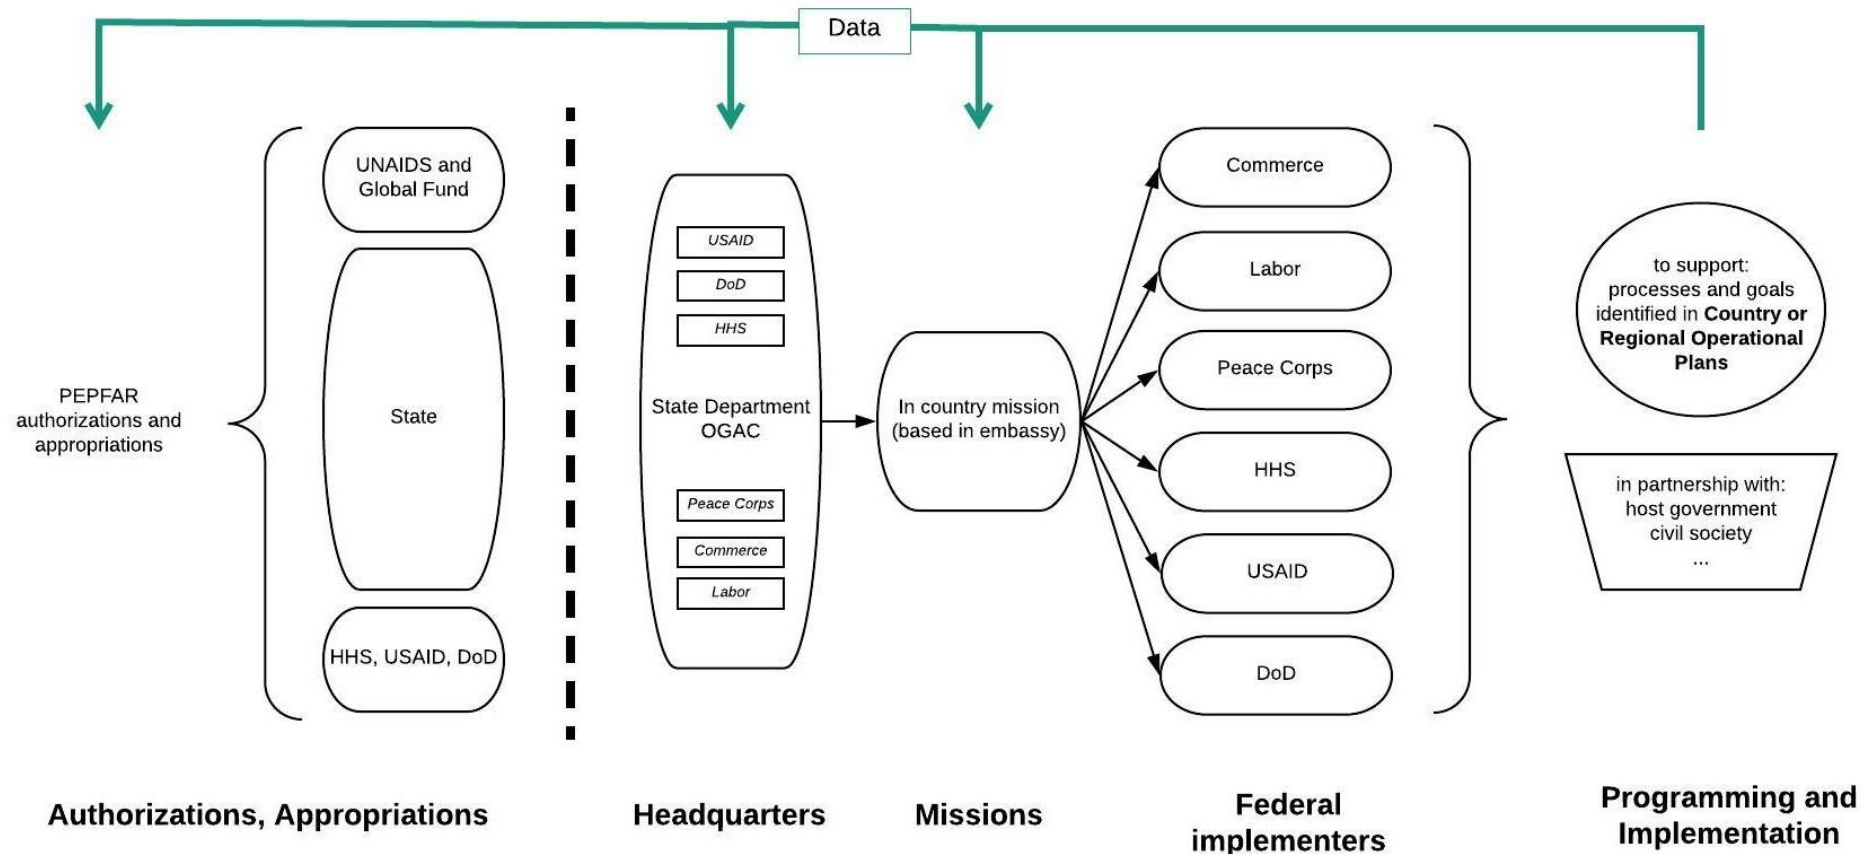 Data
PEPFAR
authorizations and
appropriations
UNAIDS and
Global Fund
State
HHS, USAID, DoD
USAID
DoD
HHS
State Department
OGAC
Peace Corps
Commerce
Labor
In country mission
(based in embassy)
Commerce
Labor
Peace Corps
HHS
USAID
DoD
to support:
processes and goals
identified in Country or
Regional Operational
Plans
in partnership with:
host government
civil society
...
Authorizations, Appropriations
Headquarters
Missions
Federal
implementers
Programming and
Implementation